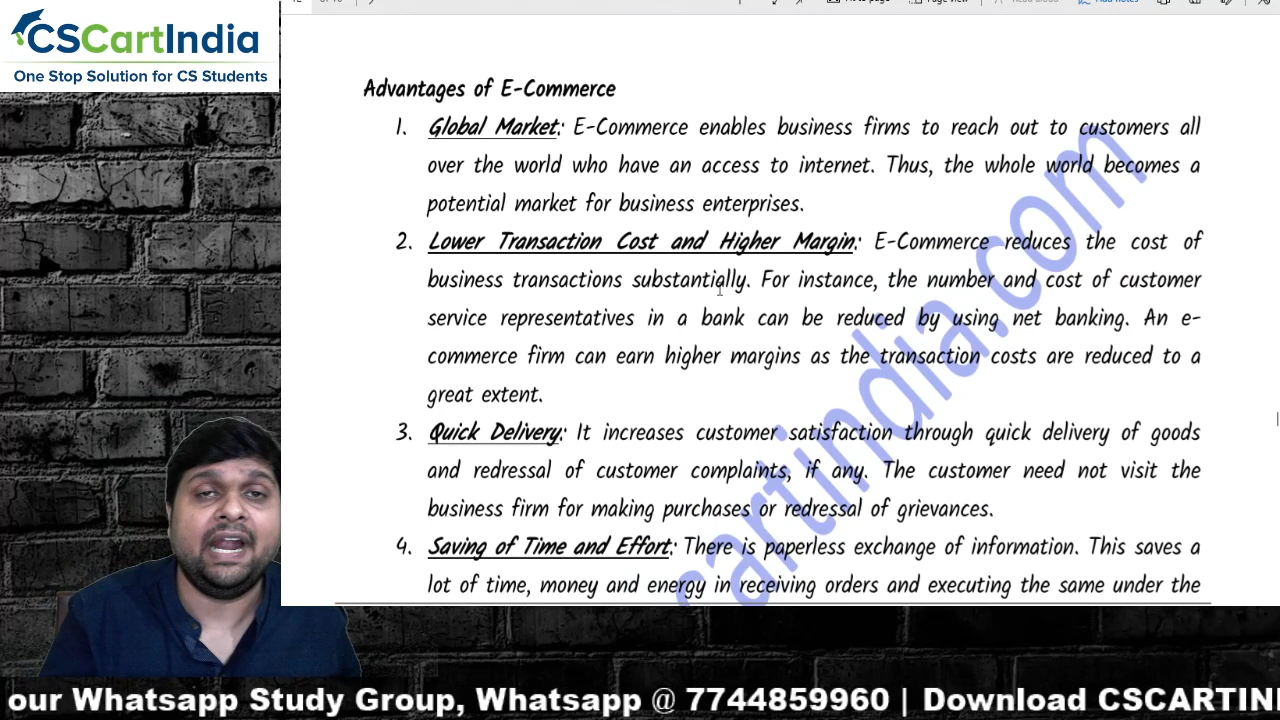 CSCartIndia
One Stop Solution for CS Students
Advantages of E-Commerce
1. Global Market: E-Commerce enables business firms to reach out to customers all
over the world who have an access to internet. Thus, the whole world becomes a
potential market for business enterprises.
2. Lower Transaction Cost and Higher Margin: E-Commerce reduces the cost of
business transactions substantially. For instance, the number and cost of customer
service representatives in a bank can be reduced by using net banking. An e-
commerce firm can earn higher margins as the transaction costs are reduced to a
great extent.
3. Quick Delivery: It increases customer satisfaction through quick delivery of goods
and redressal of customer complaints, if any. The customer need not visit the
business firm for making purchases or redressal of grievances.
4. Saving of Time and Effort: There is paperless exchange of information. This saves a
lot of time, money and energy in receiving orders and executing the same under the
cartindia.com
our Whatsapp Study Group, Whatsapp @ 7744859960 | Download CSCARTIN